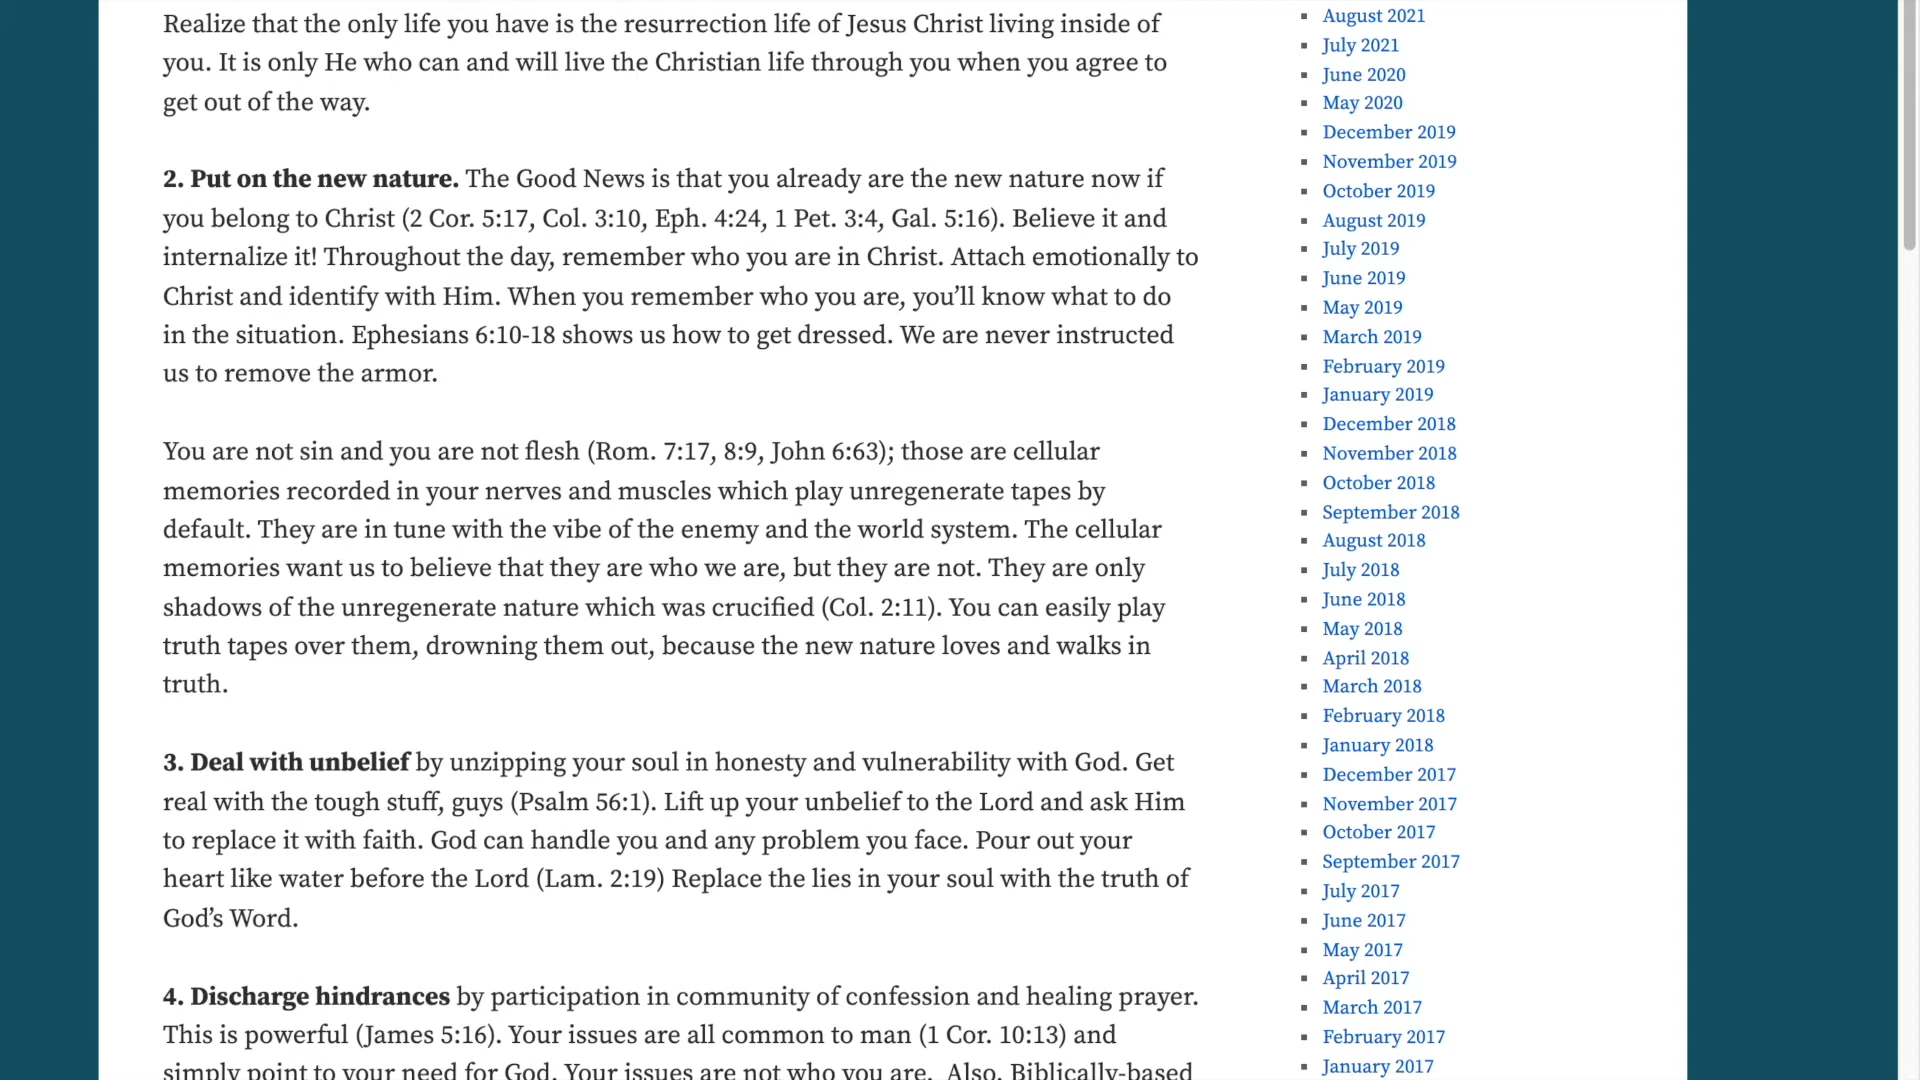 Realize that the only life you have is the resurrection life of Jesus Christ living inside of
you. It is only He who can and will live the Christian life through you when you agree to
get out of the way.
2. Put on the new nature. The Good News is that you already are the new nature now if
you belong to Christ (2 Cor. 5:17, Col. 3:10, Eph. 4:24, 1 Pet. 3:4, Gal. 5:16). Believe it and
internalize it! Throughout the day, remember who you are in Christ. Attach emotionally to
Christ and identify with Him. When you remember who you are, you’ll know what to do
in the situation. Ephesians 6:10-18 shows us how to get dressed. We are never instructed
us to remove the armor.
You are not sin and you are not flesh (Rom. 7:17, 8:9, John 6:63); those are cellular
memories recorded in your nerves and muscles which play unregenerate tapes by
default. They are in tune with the vibe of the enemy and the world system. The cellular
memories want us to believe that they are who we are, but they are not. They are only
shadows of the unregenerate nature which was crucified (Col. 2:11). You can easily play
truth tapes over them, drowning them out, because the new nature loves and walks in
truth.
3. Deal with unbelief by unzipping your soul in honesty and vulnerability with God. Get
real with the tough stuff, guys (Psalm 56:1). Lift up your unbelief to the Lord and ask Him
to replace it with faith. God can handle you and any problem you face. Pour out your
heart like water before the Lord (Lam. 2:19) Replace the lies in your soul with the truth of
God’s Word.
4. Discharge hindrances by participation in community of confession and healing prayer.
This is powerful (James 5:16). Your issues are all common to man (1 Cor. 10:13) and
simply point to your need for God. Your issues are not who you are. Also, Biblically-based
August 2021
July 2021
June 2020
May 2020
December 2019
November 2019
October 2019
August 2019
July 2019
June 2019
May 2019
March 2019
February 2019
January 2019
December 2018
November 2018
October 2018
September 2018
August 2018
July 2018
June 2018
May 2018
April 2018
March 2018
February 2018
January 2018
December 2017
November 2017
October 2017
September 2017
July 2017
June 2017
May 2017
April 2017
March 2017
February 2017
January 2017